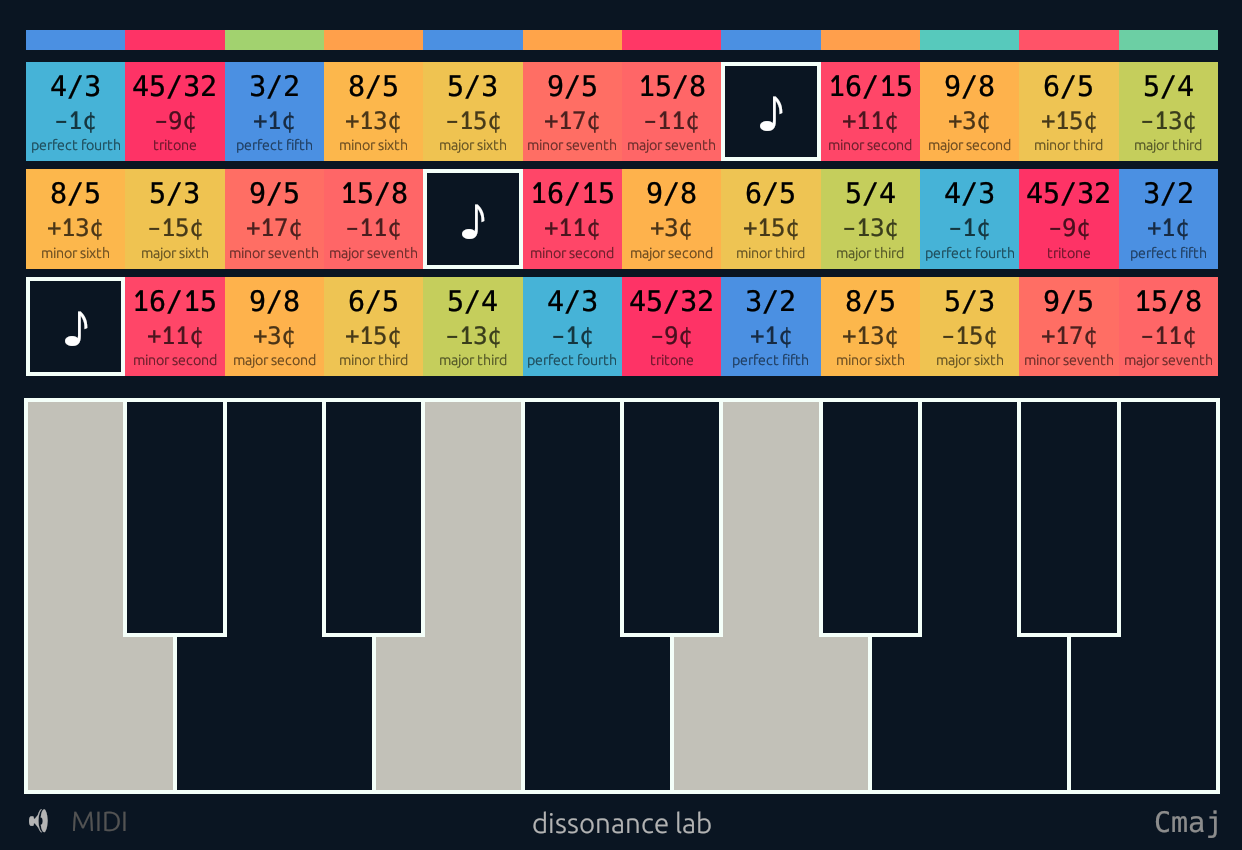 4/3 45/32 3/2 8/5 5/3 9/5 15/8 16/15 9/8 6/5 5/4
-1¢ -9¢ +1¢ +13¢ -15¢ +17¢ -11¢ +11¢ +3¢ +15¢ -13¢
perfect fourth tritone perfect fifth minor sixth major sixth minor seventh major seventh minor second major second minor third major third
8/5 5/3 9/5 15/8 16/15 9/8 6/5 5/4 4/3 45/32 3/2
+13¢ -15¢ +17¢ -11¢ +11¢ +3¢ +15¢ -13¢ -1¢ -9¢ +1¢
minor sixth major sixth minor seventh major seventh minor second major second minor third major third perfect fourth tritone perfect fifth
16/15 9/8 6/5 5/4 4/3 45/32 3/2 8/5 5/3 9/5 15/8
+11¢ +3¢ +15¢ -13¢ -1¢ -9¢ +1¢ +13¢ -15¢ +17¢ -11¢
minor second major second minor third major third perfect fourth tritone perfect fifth minor sixth major sixth minor seventh major seventh
MIDI dissonance lab Cmaj